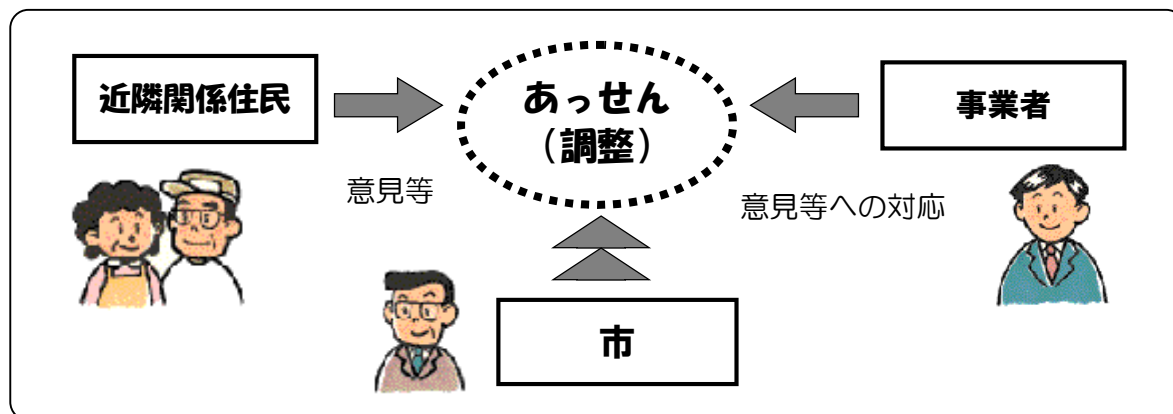 近隣関係住民
あっせん
（調整）
事業者
意見等
意見等への対応
市